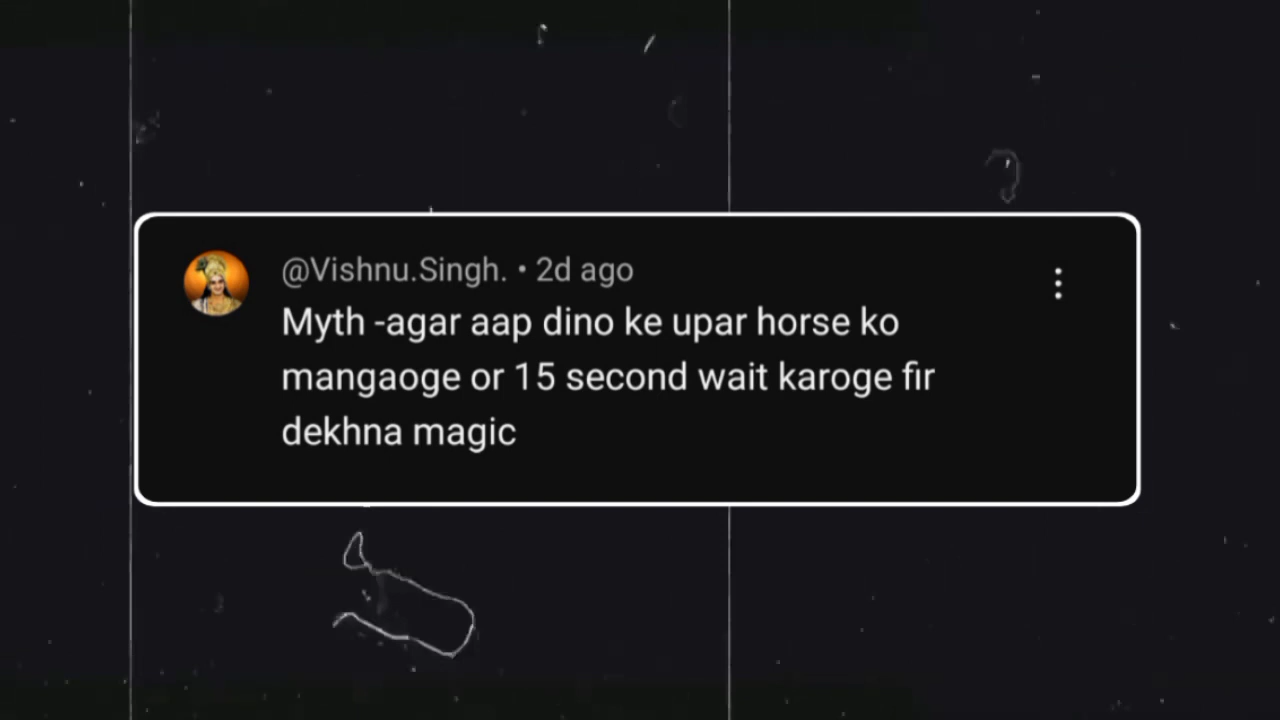 @Vishnu.Singh. • 2d ago
Myth -agar aap dino ke upar horse ko
mangaoge or 15 second wait karoge fir
dekhna magic